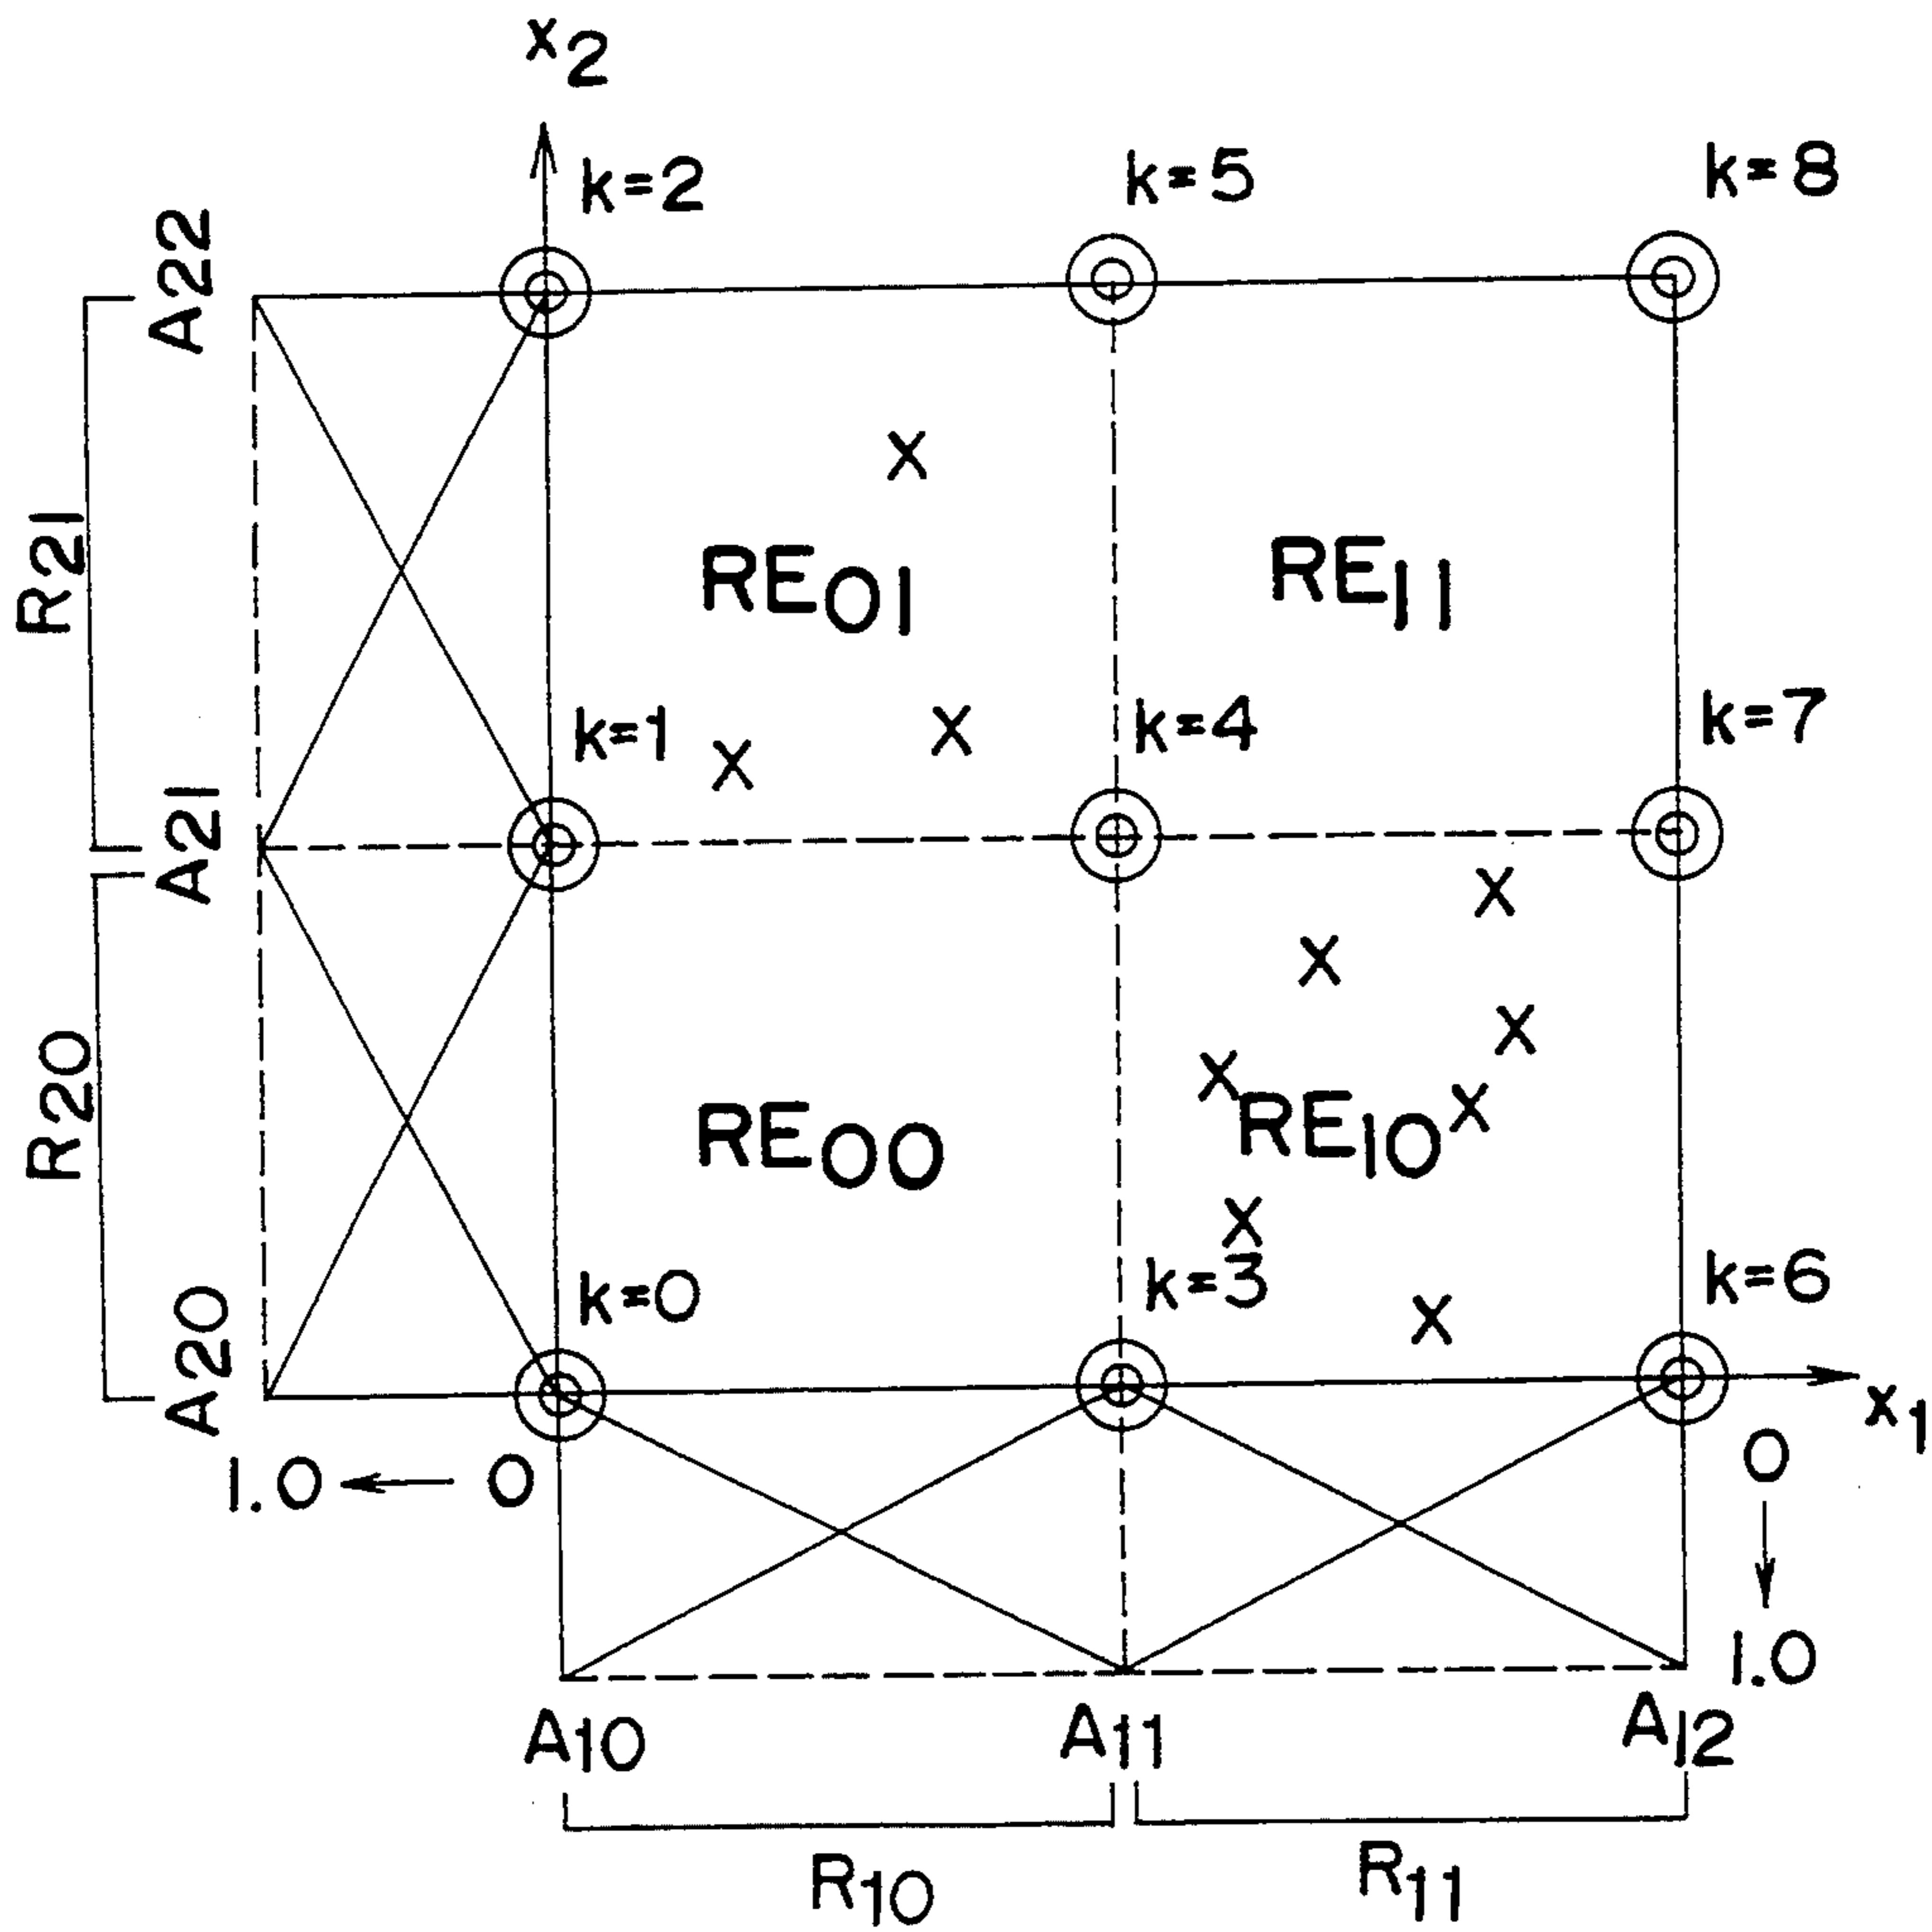 x2
k=2
k=5
k=8
A22
R21
x
RE01
RE11
k=1
x
x
k=4
k=7
A21
x
x
x
x
x
R20
RE00
RE10
x
k=0
k=3
x
k=6
A20
x1
1.0
0
0
1.0
A10
A11
A12
R10
R11